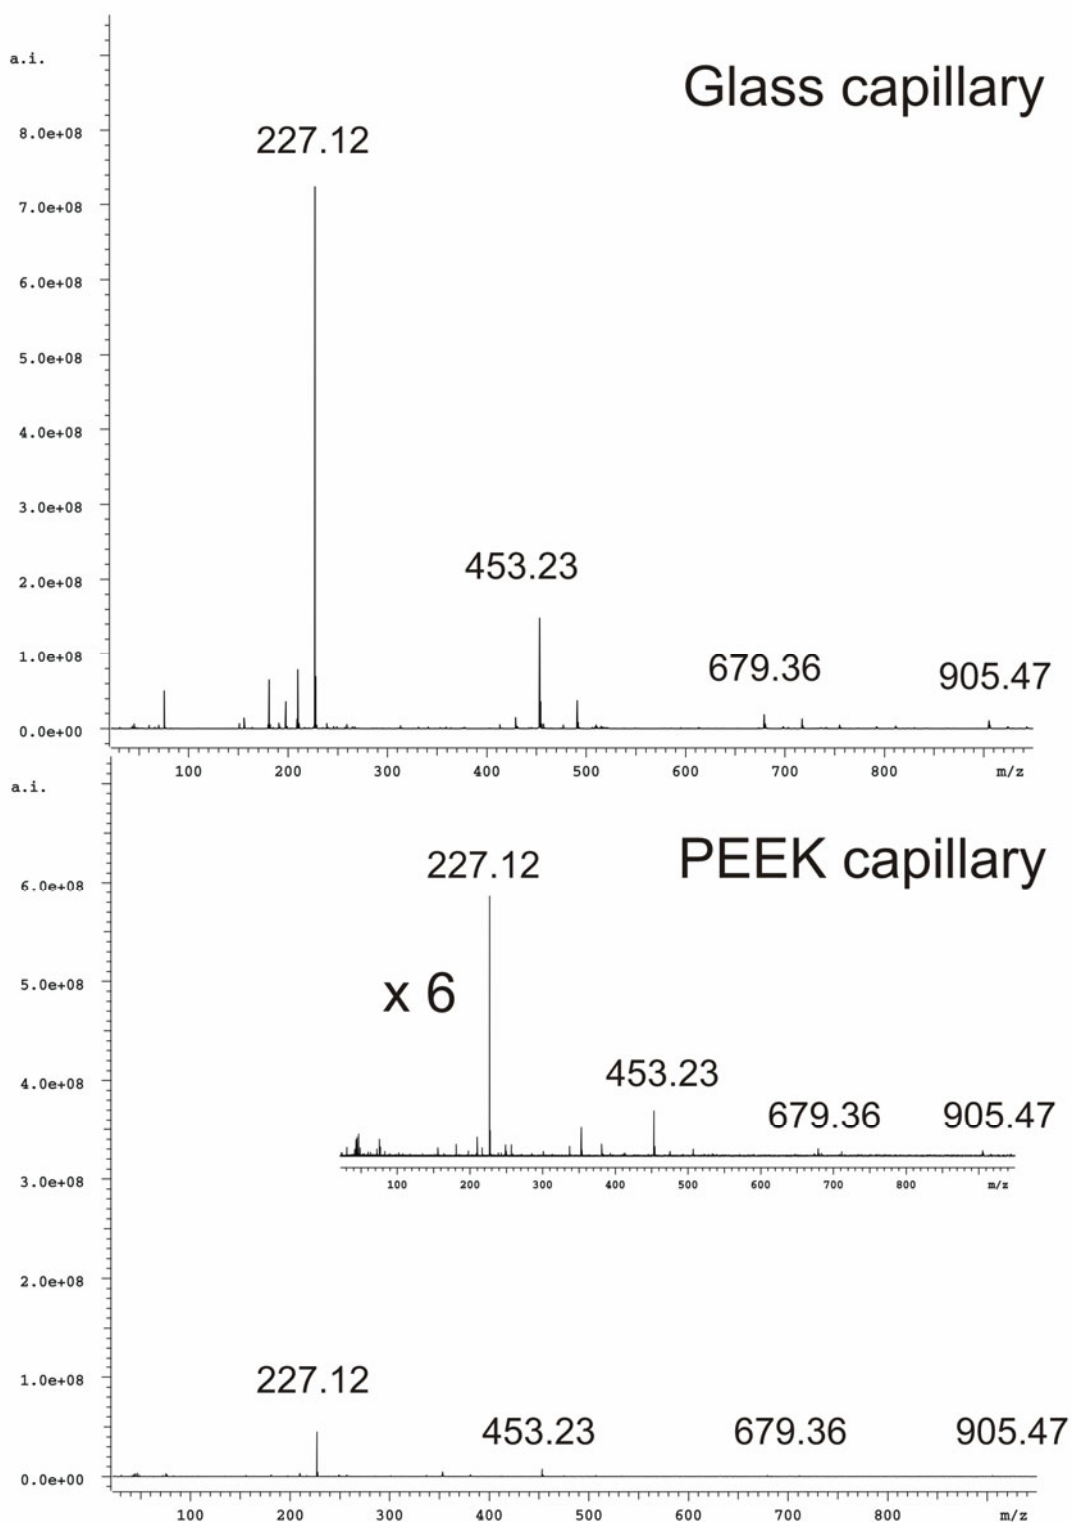 a.i.
Glass capillary
8.0e+08
227.12
7.0e+08
6.0e+08
5.0e+08
4.0e+08
3.0e+08
453.23
2.0e+08
679.36
905.47
1.0e+08
0.0e+00
100 200 300 400 500 600 700 800 m/z
a.i.
PEEK capillary
227.12
6.0e+08
5.0e+08
x 6
4.0e+08
453.23
679.36 905.47
3.0e+08
100 200 300 400 500 600 700 800 m/z
2.0e+08
227.12
1.0e+08
453.23 679.36 905.47
0.0e+00
100 200 300 400 500 600 700 800 m/z